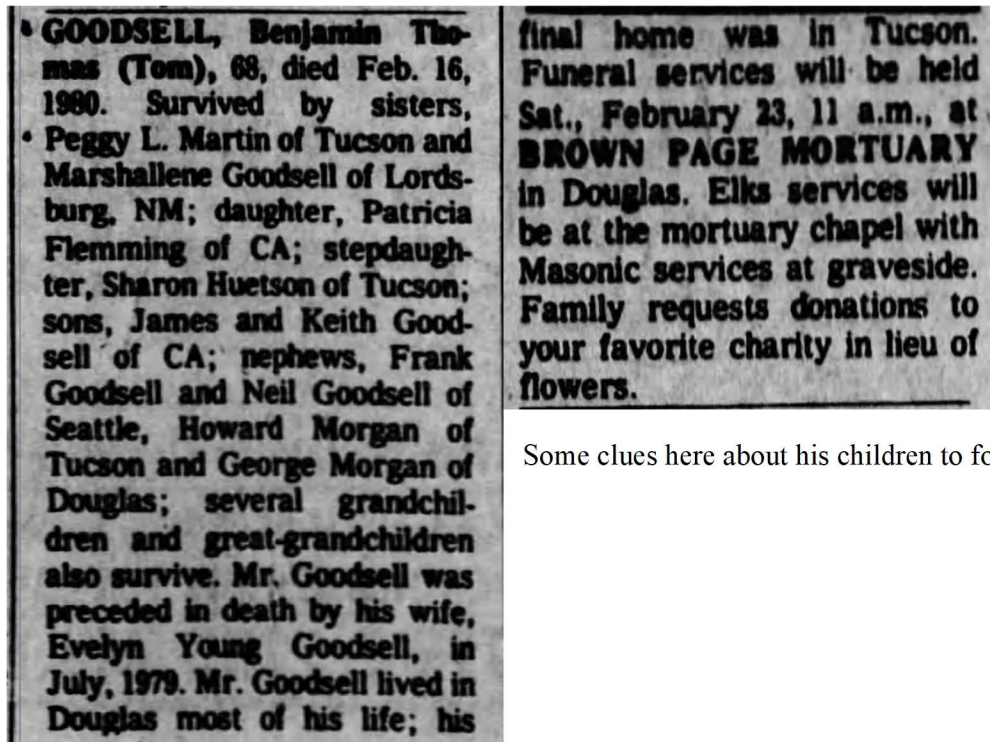 GOODSELL, Benjamin Tho-
mas (Tom), 68, died Feb. 16,
1980. Survived by sisters,
Peggy L. Martin of Tucson and
Marshallene Goodsell of Lords-
burg, NM; daughter, Patricia
Flemming of CA; stepdaugh-
ter, Sharon Huetson of Tucson;
sons, James and Keith Good-
sell of CA; nephews, Frank
Goodsell and Neil Goodsell of
Seattle, Howard Morgan of
Tucson and George Morgan of
Douglas; several grandchil-
dren and great-grandchildren
also survive. Mr. Goodsell was
preceded in death by his wife,
Evelyn Young Goodsell, in
July, 1979. Mr. Goodsell lived in
Douglas most of his life; his
final home was in Tucson.
Funeral services will be held
Sat., February 23, 11 a.m., at
BROWN PAGE MORTUARY
in Douglas. Elks services will
be at the mortuary chapel with
Masonic services at graveside.
Family requests donations to
your favorite charity in lieu of
flowers.
Some clues here about his children to fo